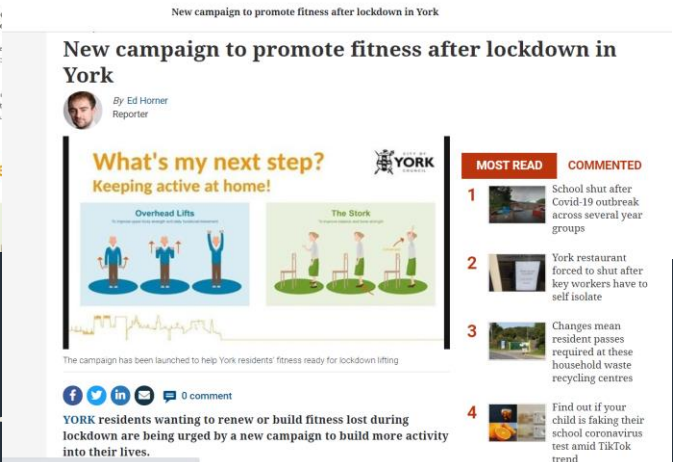 New campaign to promote fitness after lockdown in York
New campaign to promote fitness after lockdown in
York
By Ed Horner
Reporter
What's my next step?
Keeping active at home!
CITY OF
YORK
COUNCIL
Overhead Lifts
The Stork
The campaign has been launched to help York residents' fitness ready for lockdown lifting
0 comment
YORK residents wanting to renew or build fitness lost during
lockdown are being urged by a new campaign to build more activity
into their lives.
MOST READ
COMMENTED
1
School shut after
Covid-19 outbreak
across several year
groups
2
York restaurant
forced to shut after
key workers have to
self isolate
3
Changes mean
resident passes
required at these
household waste
recycling centres
4
Find out if your
child is faking their
school coronavirus
test amid TikTok
trend